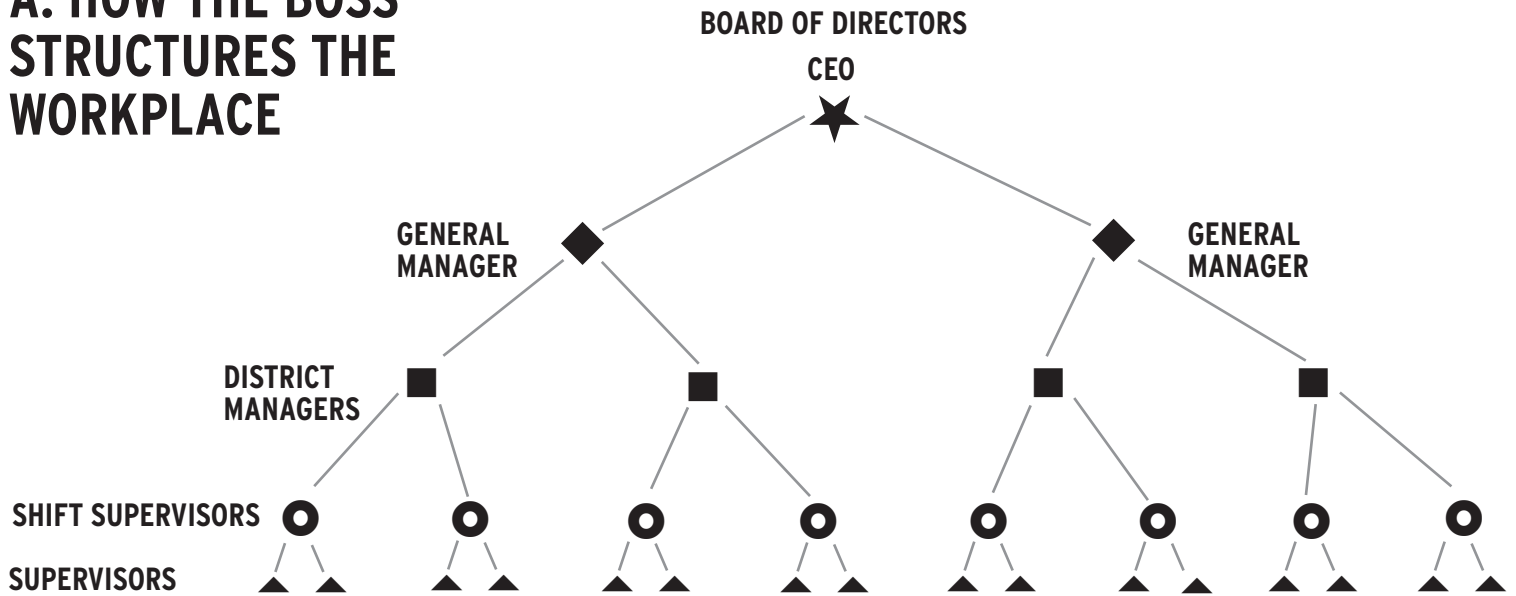 A. HOW THE BOSS
STRUCTURES THE
WORKPLACE
BOARD OF DIRECTORS
CEO
GENERAL
MANAGER
GENERAL
MANAGER
DISTRICT
MANAGERS
SHIFT SUPERVISORS
SUPERVISORS